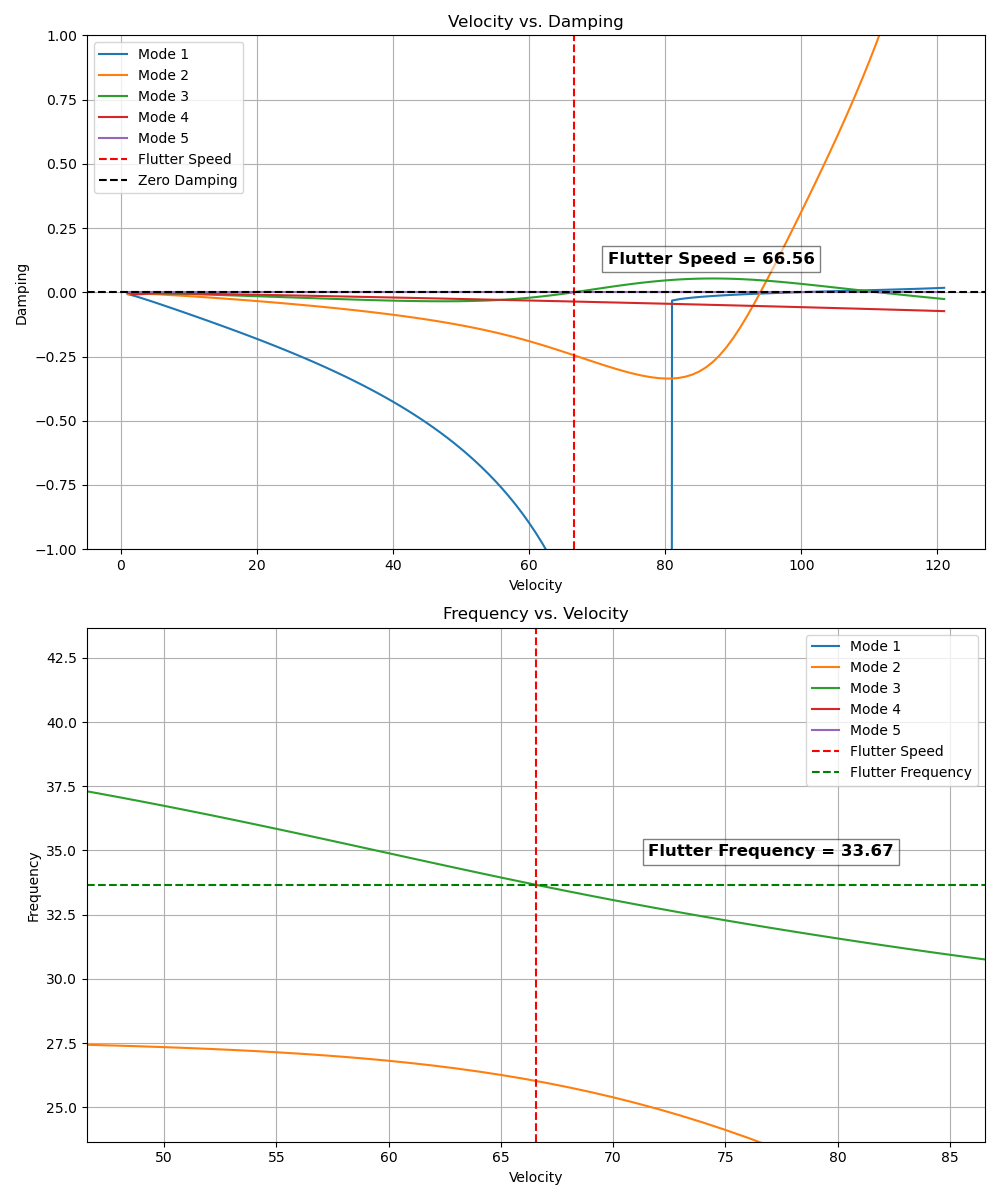 Velocity vs. Damping
1.00
0.75
0.50
0.25
0.00
−0.25
−0.50
−0.75
−1.00
Damping
Mode 1
Mode 2
Mode 3
Mode 4
Mode 5
Flutter Speed
Zero Damping
Flutter Speed = 66.56
0 20 40 60 80 100 120
Velocity
Frequency vs. Velocity
42.5
40.0
37.5
35.0
32.5
30.0
27.5
25.0
Frequency
Mode 1
Mode 2
Mode 3
Mode 4
Mode 5
Flutter Speed
Flutter Frequency
Flutter Frequency = 33.67
50 55 60 65 70 75 80 85
Velocity